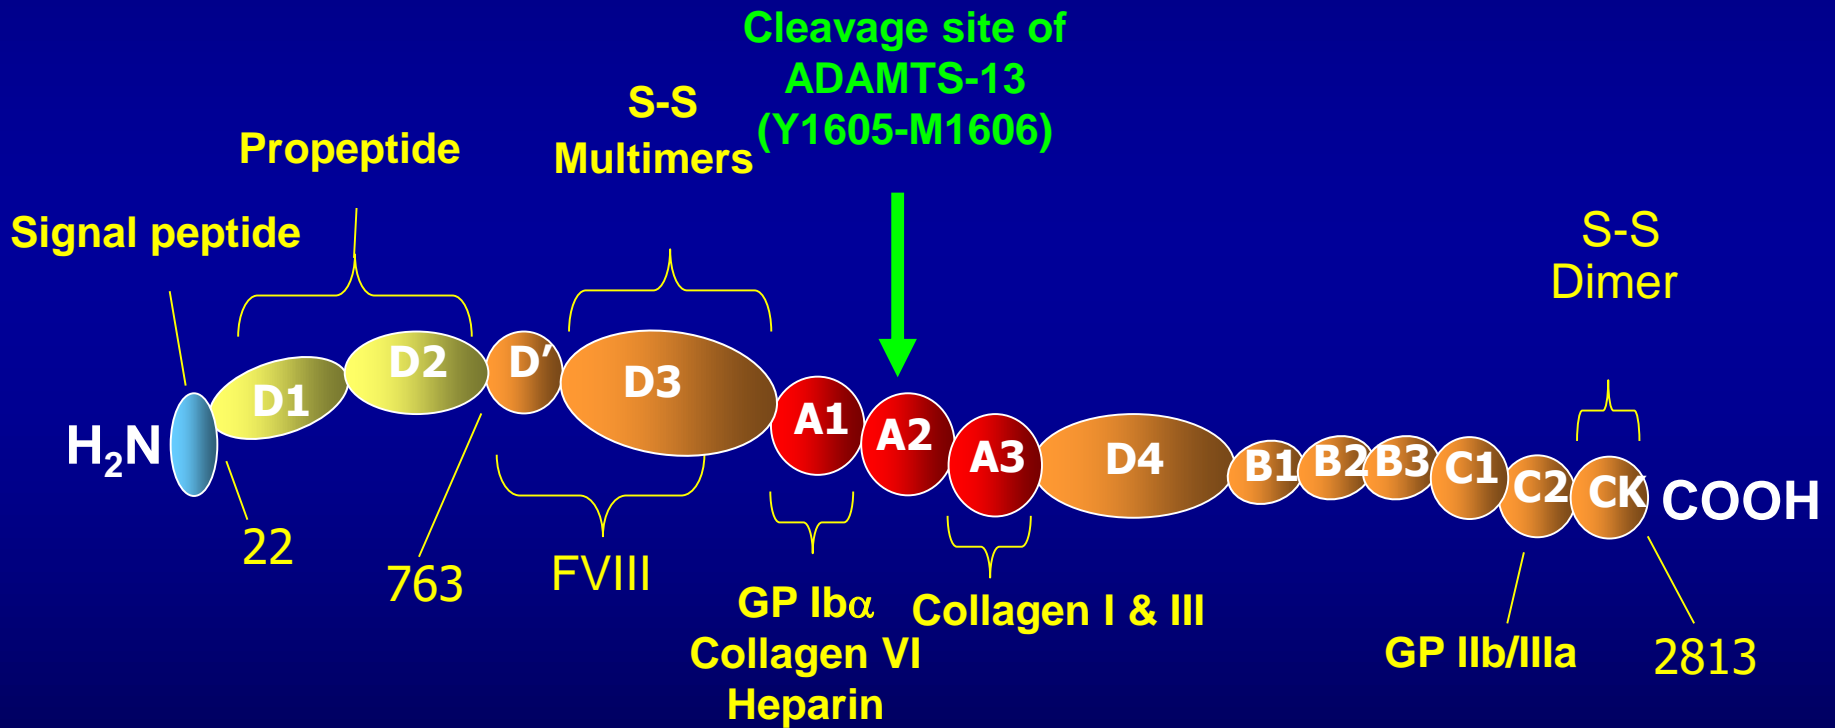 Cleavage site of
ADAMTS-13
(Y1605-M1606)
S-S
Multimers
Propeptide
Signal peptide
S-S
Dimer
H₂N
D1
D2
D'
D3
A1
A2
A3
D4
B1
B2
B3
C1
C2
CK
COOH
22
763
FVIII
GP Ibα
Collagen VI
Heparin
Collagen I & III
GP IIb/IIIa
2813